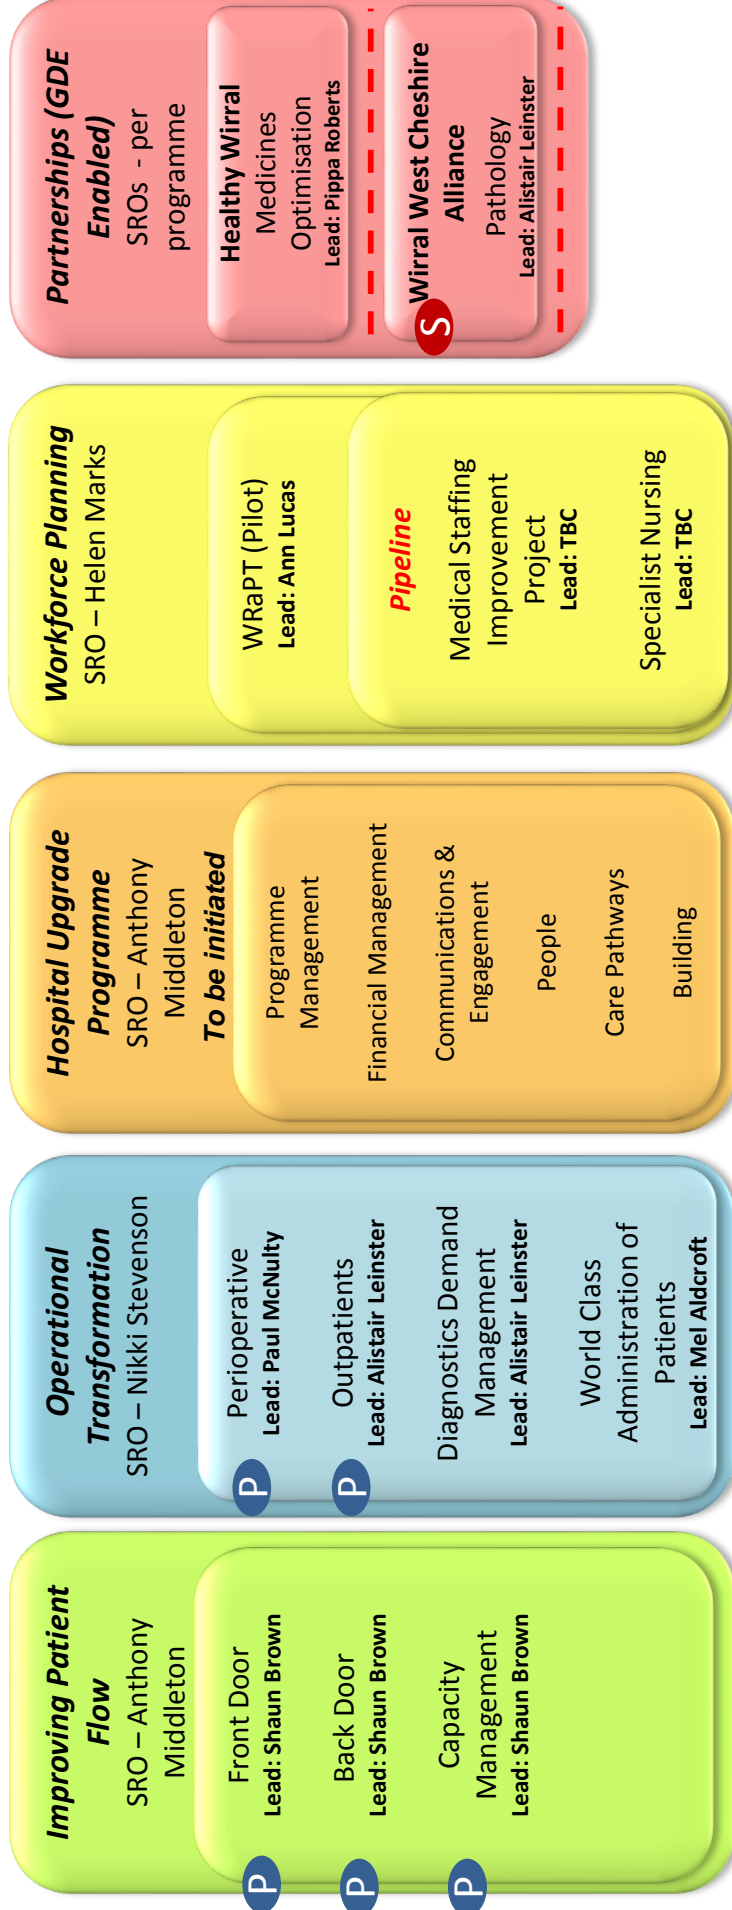 Improving Patient
Flow
SRO – Anthony
Middleton
P
Front Door
Lead: Shaun Brown
P
Back Door
Lead: Shaun Brown
P
Capacity
Management
Lead: Shaun Brown
Operational
Transformation
SRO – Nikki Stevenson
P
Perioperative
Lead: Paul McNulty
P
Outpatients
Lead: Alistair Leinster
Diagnostics Demand
Management
Lead: Alistair Leinster
World Class
Administration of
Patients
Lead: Mel Aldcroft
Hospital Upgrade
Programme
SRO – Anthony
Middleton
To be initiated
Programme
Management
Financial Management
Communications &
Engagement
People
Care Pathways
Building
Workforce Planning
SRO – Helen Marks
WRaPT (Pilot)
Lead: Ann Lucas
Pipeline
Medical Staffing
Improvement
Project
Lead: TBC
Specialist Nursing
Lead: TBC
Partnerships (GDE
Enabled)
SROs - per
programme
Healthy Wirral
Medicines
Optimisation
Lead: Pippa Roberts
S
Wirral West Cheshire
Alliance
Pathology
Lead: Alistair Leinster